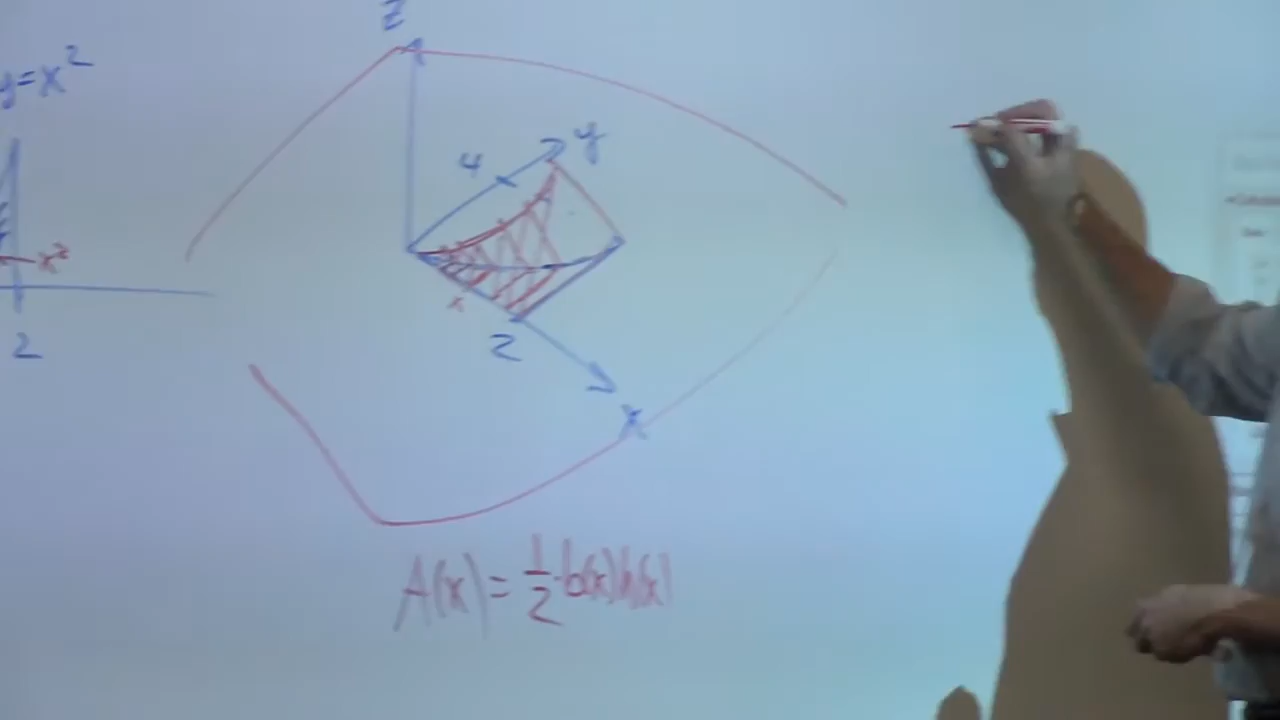 z
y=x²
4
y
x²
x
2
2
x
A(x) = 1/2 · b(x)h(x)